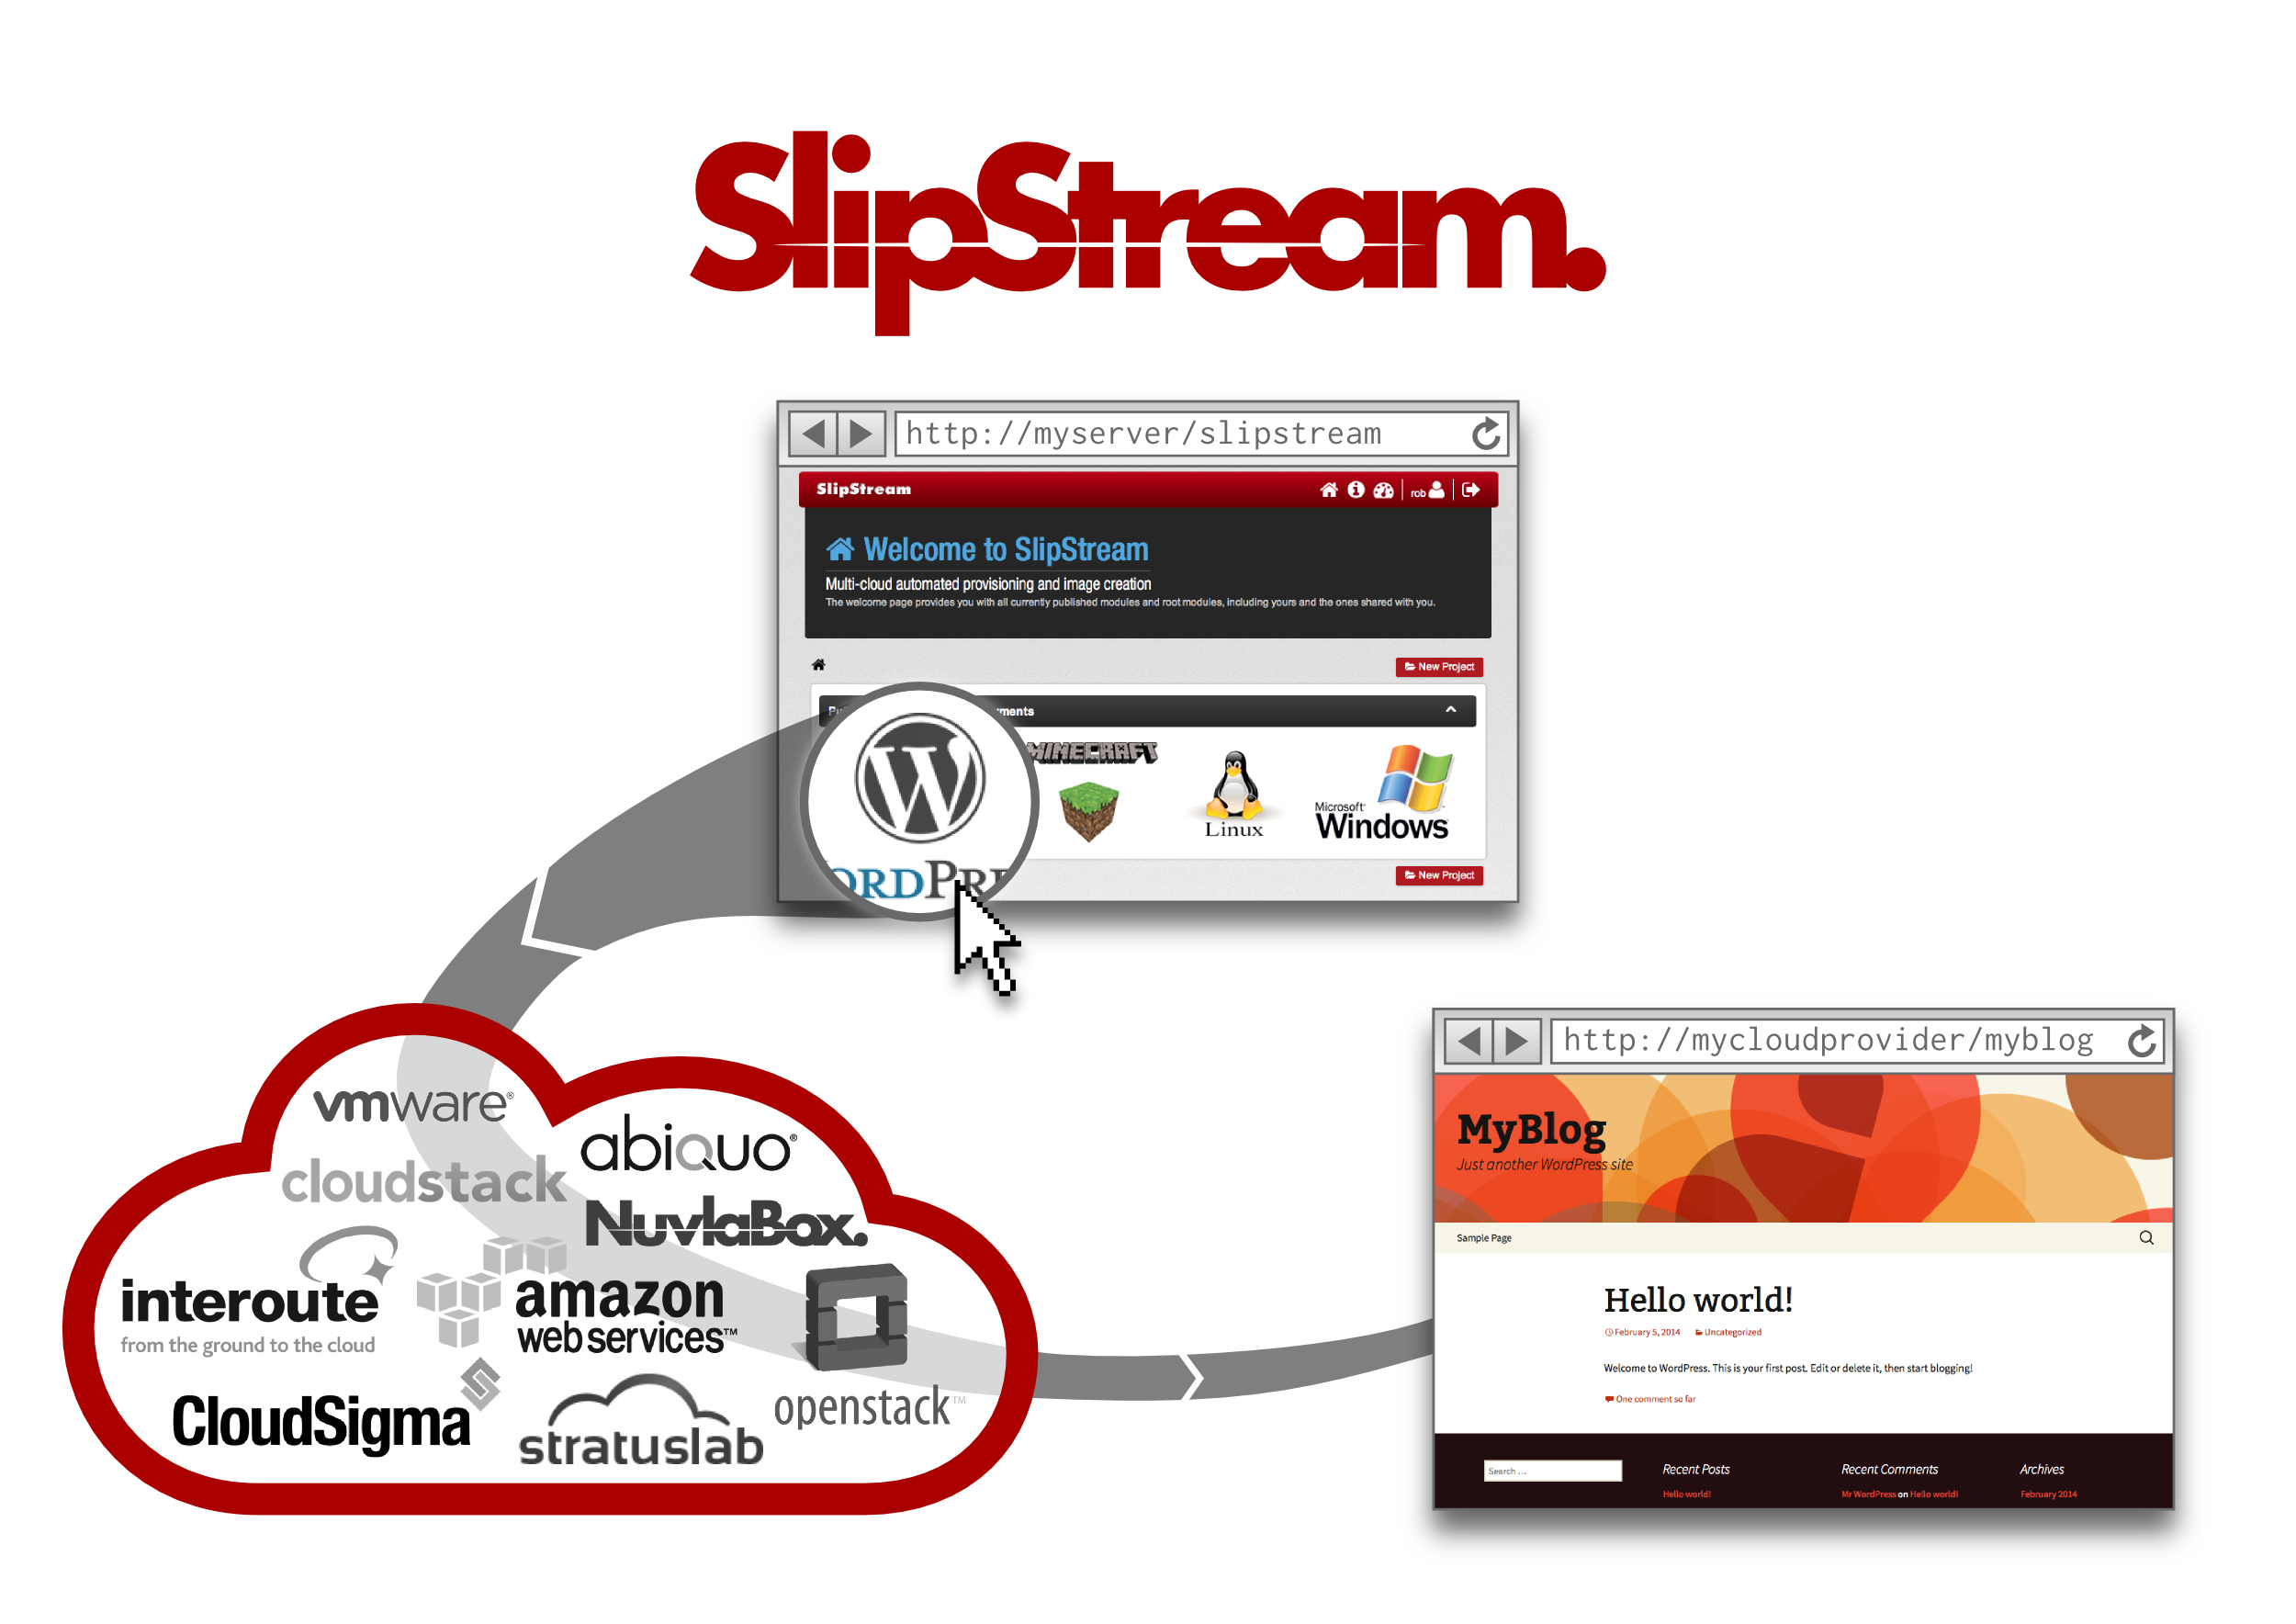 SlipStream.
http://myserver/slipstream
SlipStream
rob
Welcome to SlipStream
Multi-cloud automated provisioning and image creation
The welcome page provides you with all currently published modules and root modules, including yours and the ones shared with you.
New Project
MINECRAFT
Linux
Microsoft
Windows
New Project
vmware®
abiquo®
cloudstack
NuvlaBox.
interoute
from the ground to the cloud
amazon
web services™
CloudSigma
stratuslab
openstack™
http://mycloudprovider/myblog
MyBlog
Just another WordPress site
Sample Page
Hello world!
February 5, 2014 Uncategorized
Welcome to WordPress. This is your first post. Edit or delete it, then start blogging!
One comment so far
Search ...
Recent Posts
Recent Comments
Archives
Hello world!
Mr WordPress on Hello world!
February 2014